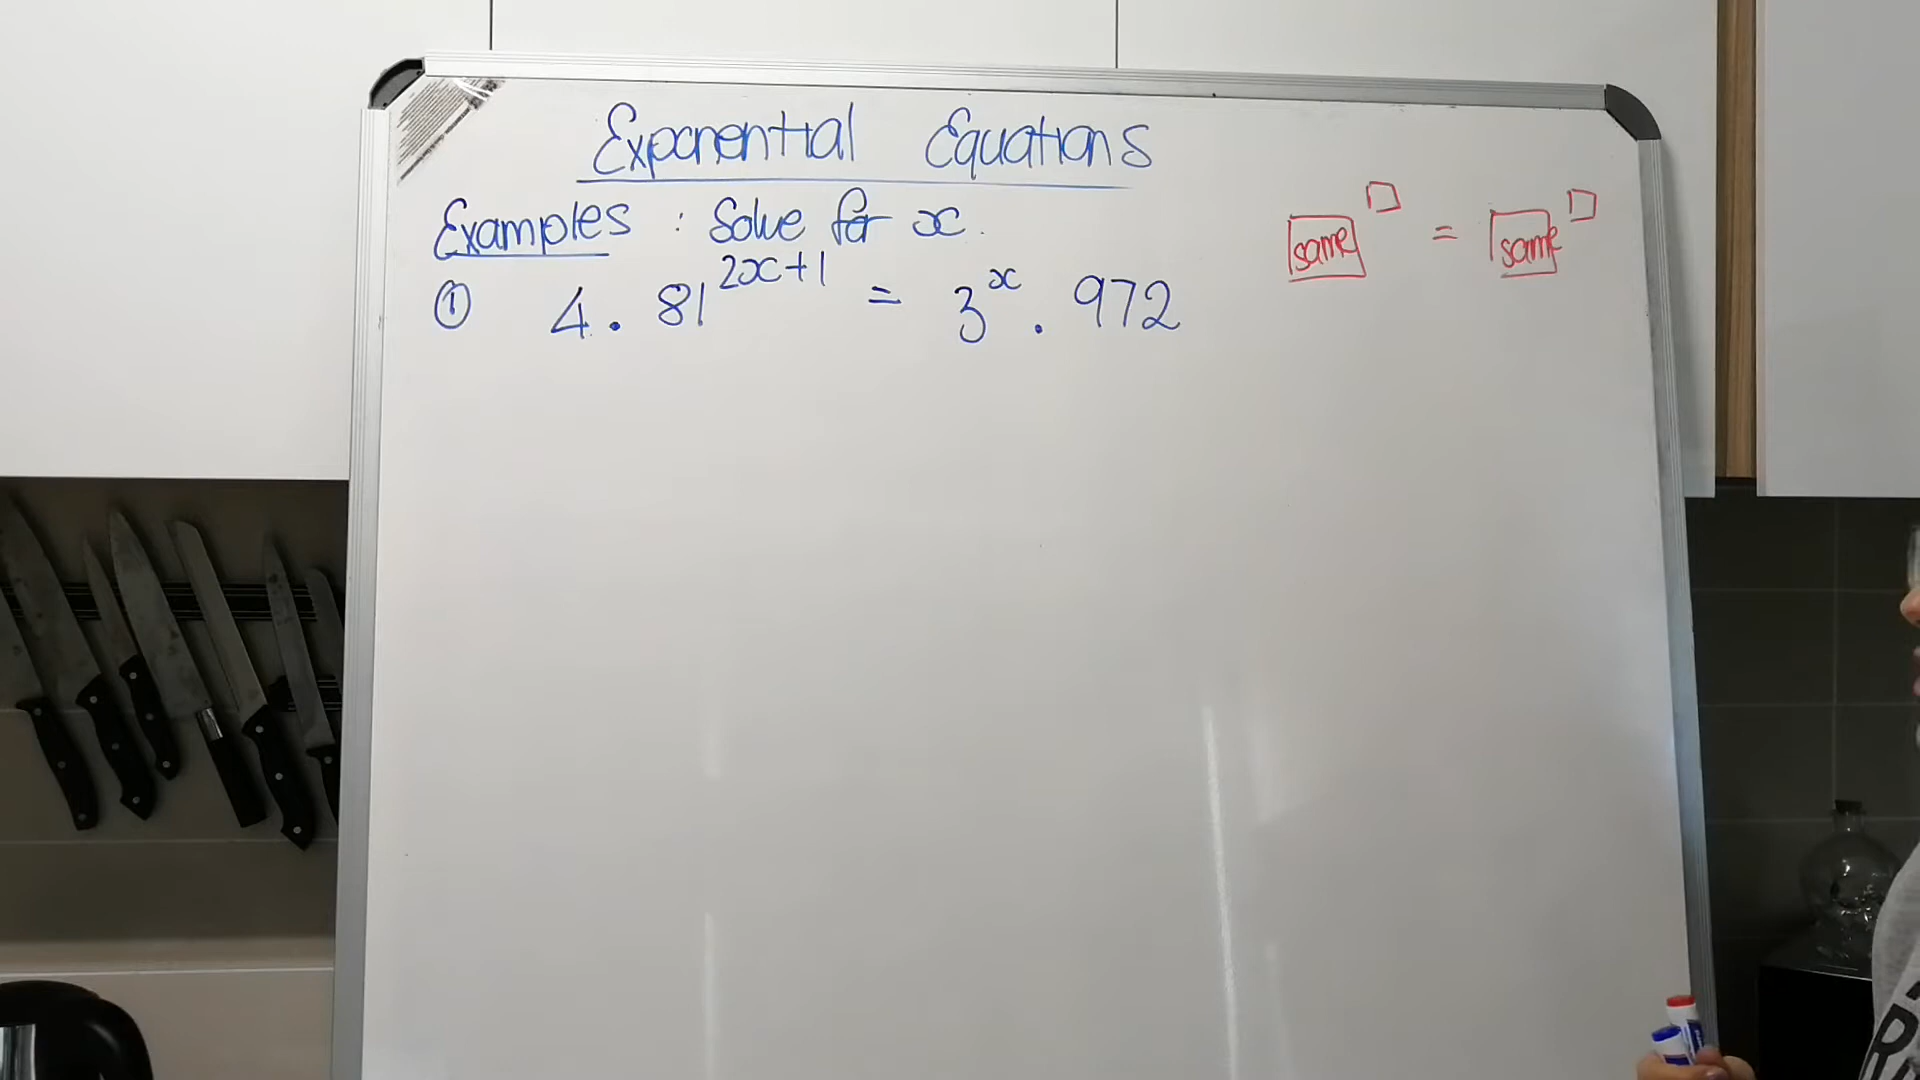 Exponential Equations
Examples : Solve for x.
① 4 . 81^{2x+1} = 3^{x} . 972
same^□ = same^□
R